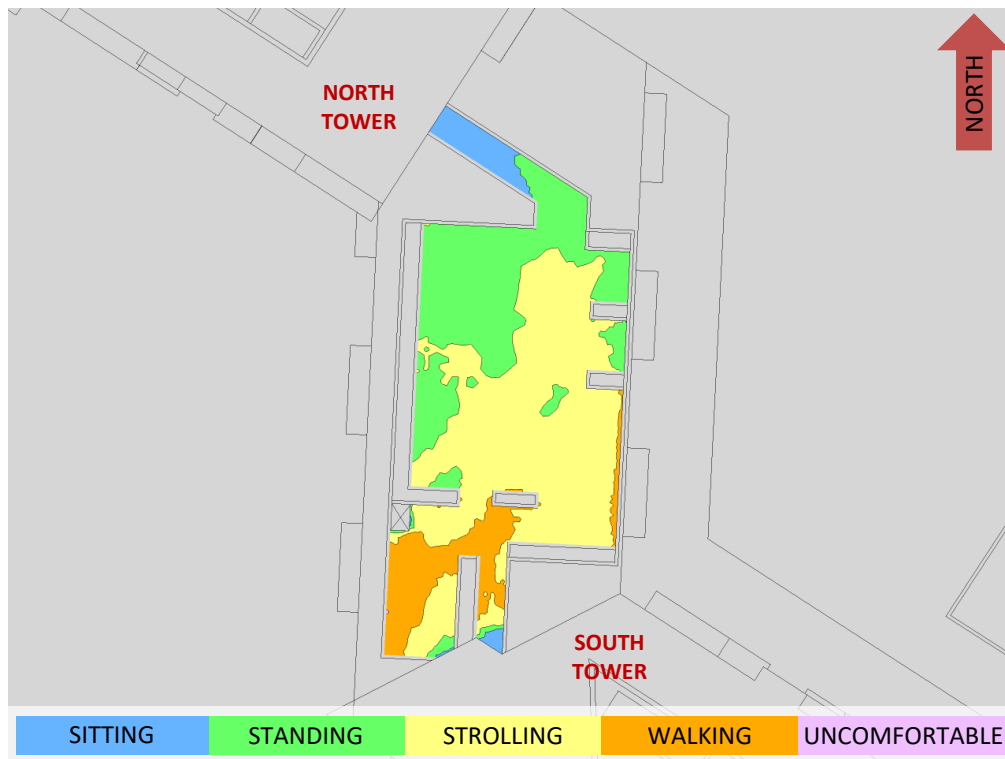 NORTH
TOWER
NORTH
SOUTH
TOWER
SITTING
STANDING
STROLLING
WALKING
UNCOMFORTABLE